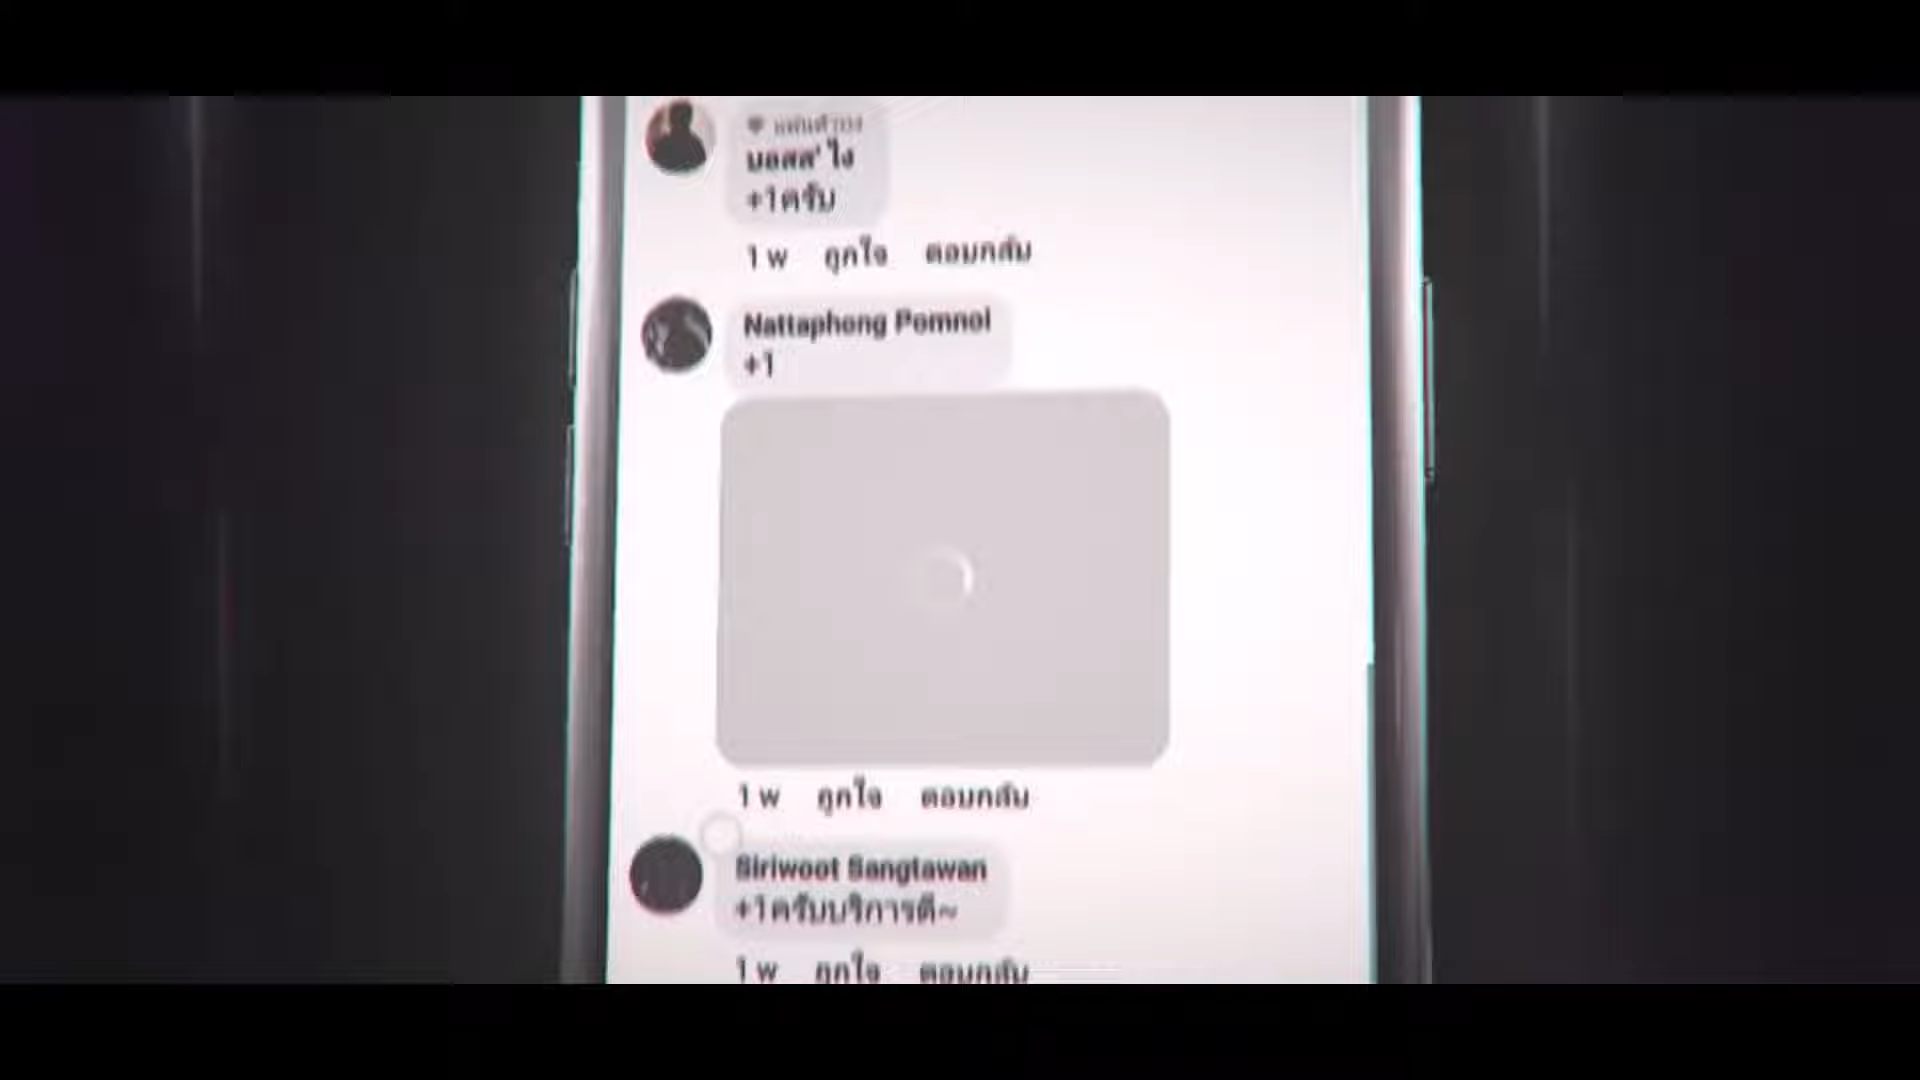 บอสส' ไง
+1ครับ
1 w ถูกใจ ตอบกลับ
Nattaphong Pomnoi
+1
1 w ถูกใจ ตอบกลับ
Siriwoot Sangtawan
+1ครับบริการดี~
1 w ถูกใจ ตอบกลับ